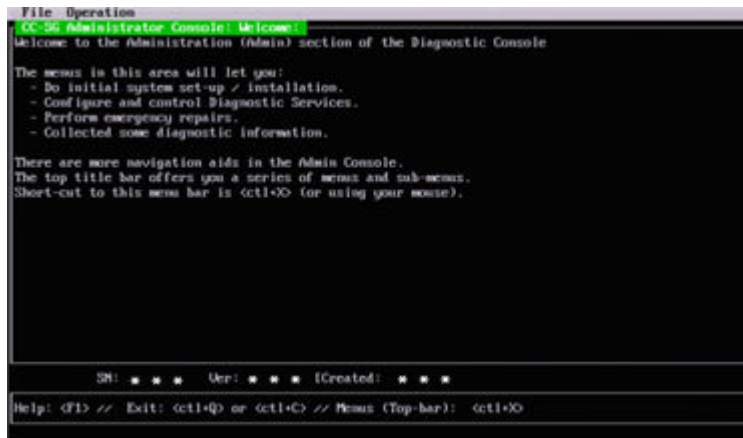 File Operation
CC-SG Administrator Console: Welcome:
Welcome to the Administration (Admin) section of the Diagnostic Console
The menus in this area will let you:
- Do initial system set-up / installation.
- Configure and control Diagnostic Services.
- Perform emergency repairs.
- Collected some diagnostic information.
There are more navigation aids in the Admin Console.
The top title bar offers you a series of menus and sub-menus.
Short-cut to this menu bar is <ctl+X> (or using your mouse).
SN: * * * Ver: * * * [Created: * * *
Help: <F1> // Exit: <ctl+Q> or <ctl+C> // Menus (Top-bar): <ctl+X>